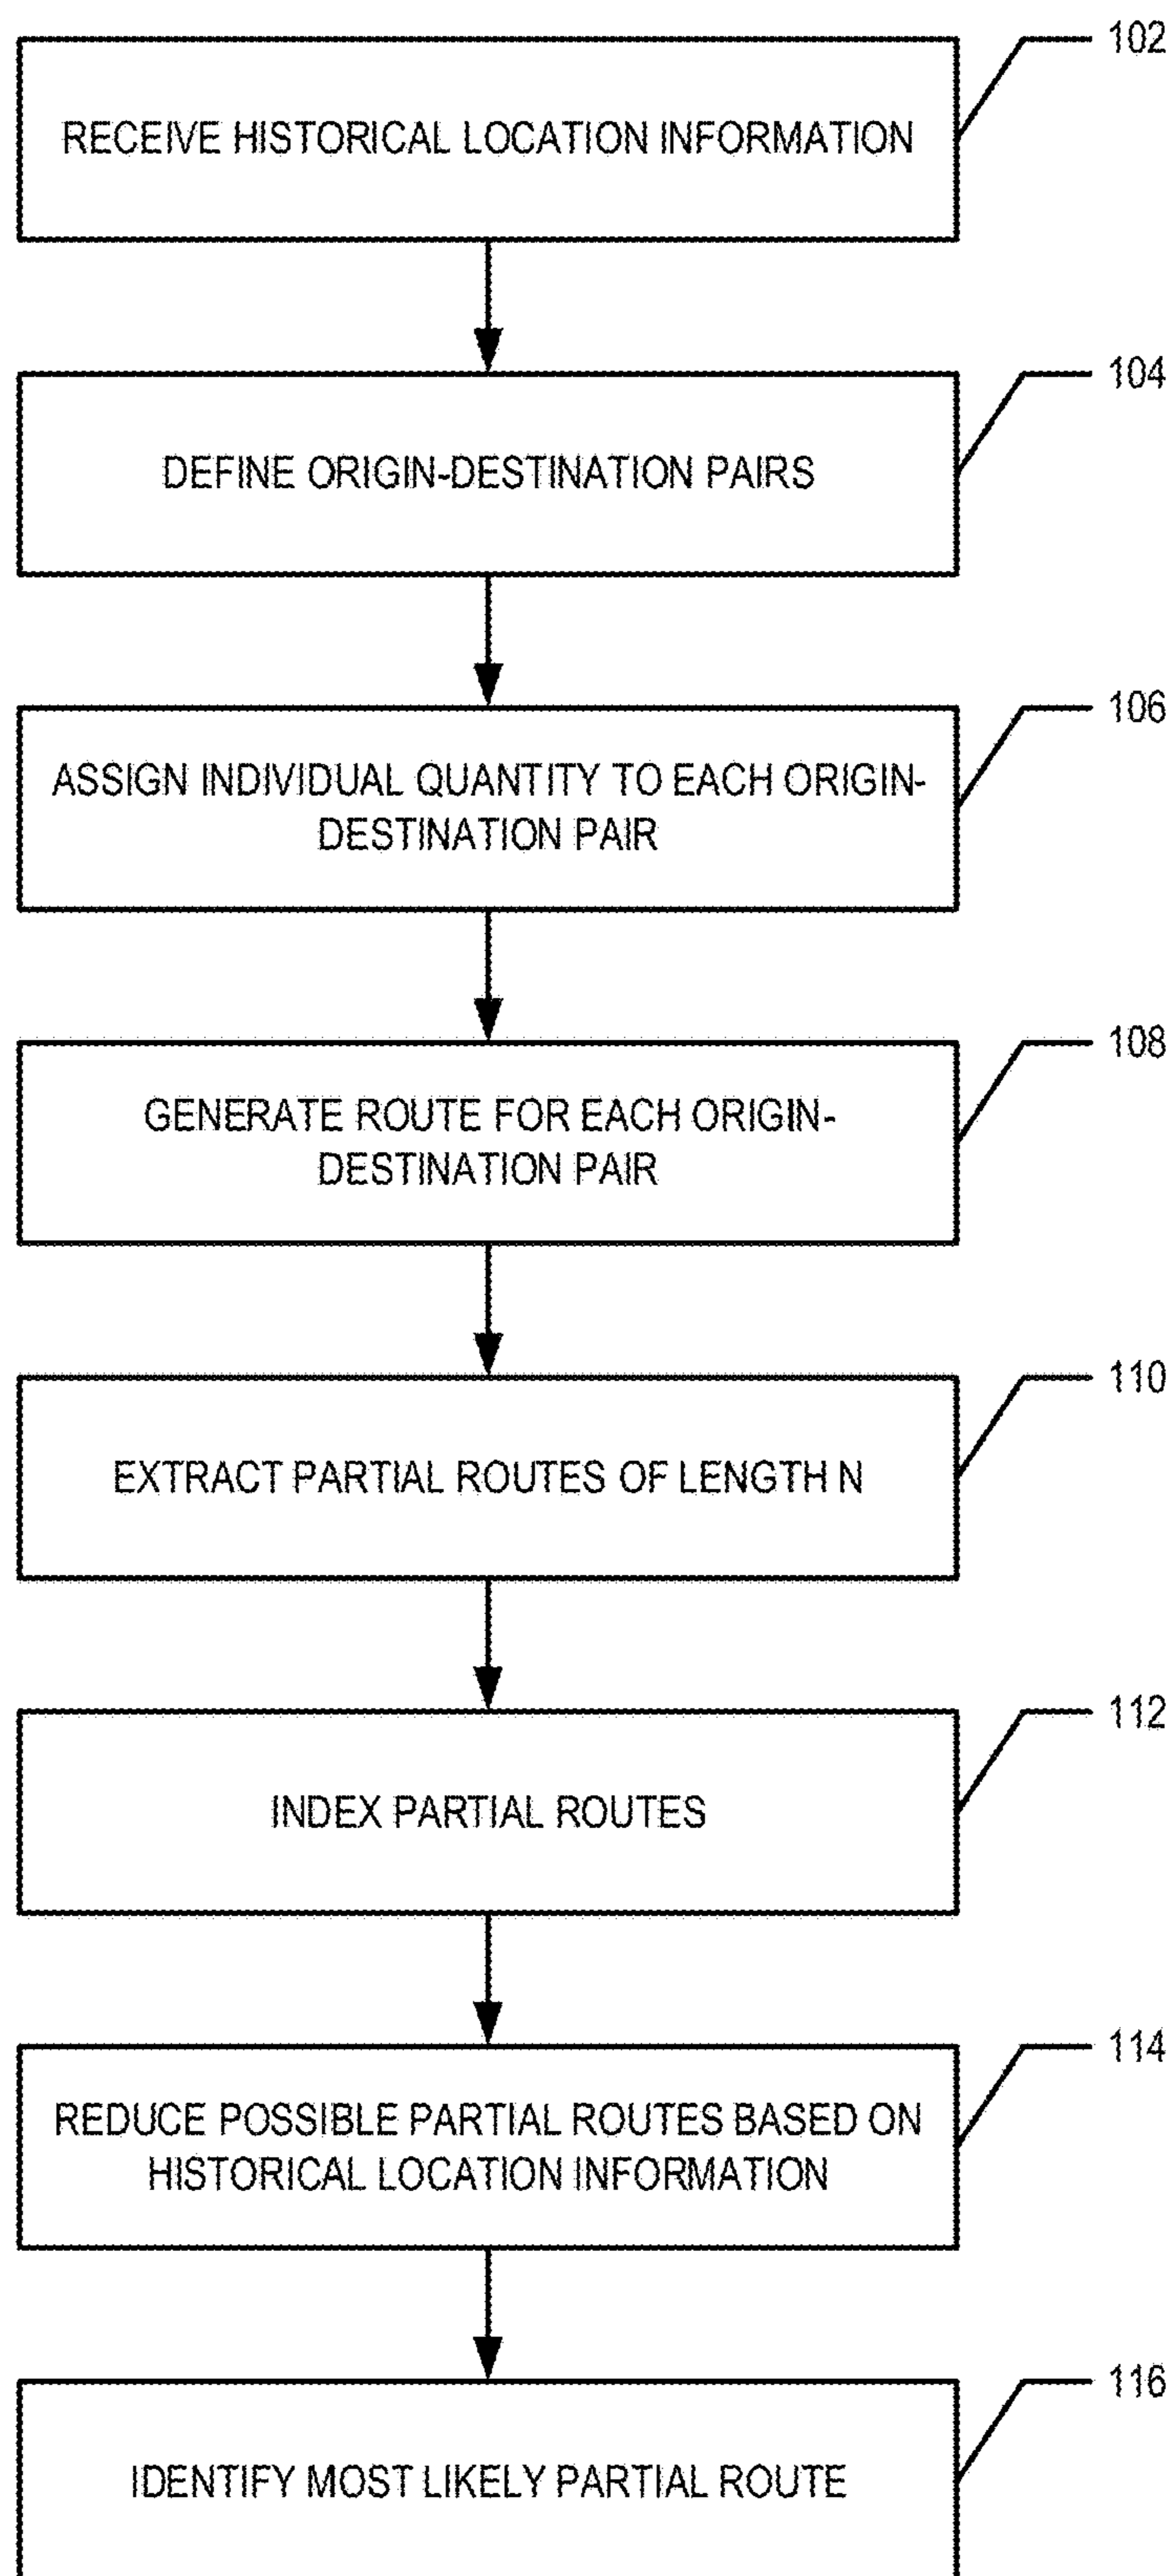 102
RECEIVE HISTORICAL LOCATION INFORMATION
104
DEFINE ORIGIN-DESTINATION PAIRS
106
ASSIGN INDIVIDUAL QUANTITY TO EACH ORIGIN-
DESTINATION PAIR
108
GENERATE ROUTE FOR EACH ORIGIN-
DESTINATION PAIR
110
EXTRACT PARTIAL ROUTES OF LENGTH N
112
INDEX PARTIAL ROUTES
114
REDUCE POSSIBLE PARTIAL ROUTES BASED ON
HISTORICAL LOCATION INFORMATION
116
IDENTIFY MOST LIKELY PARTIAL ROUTE